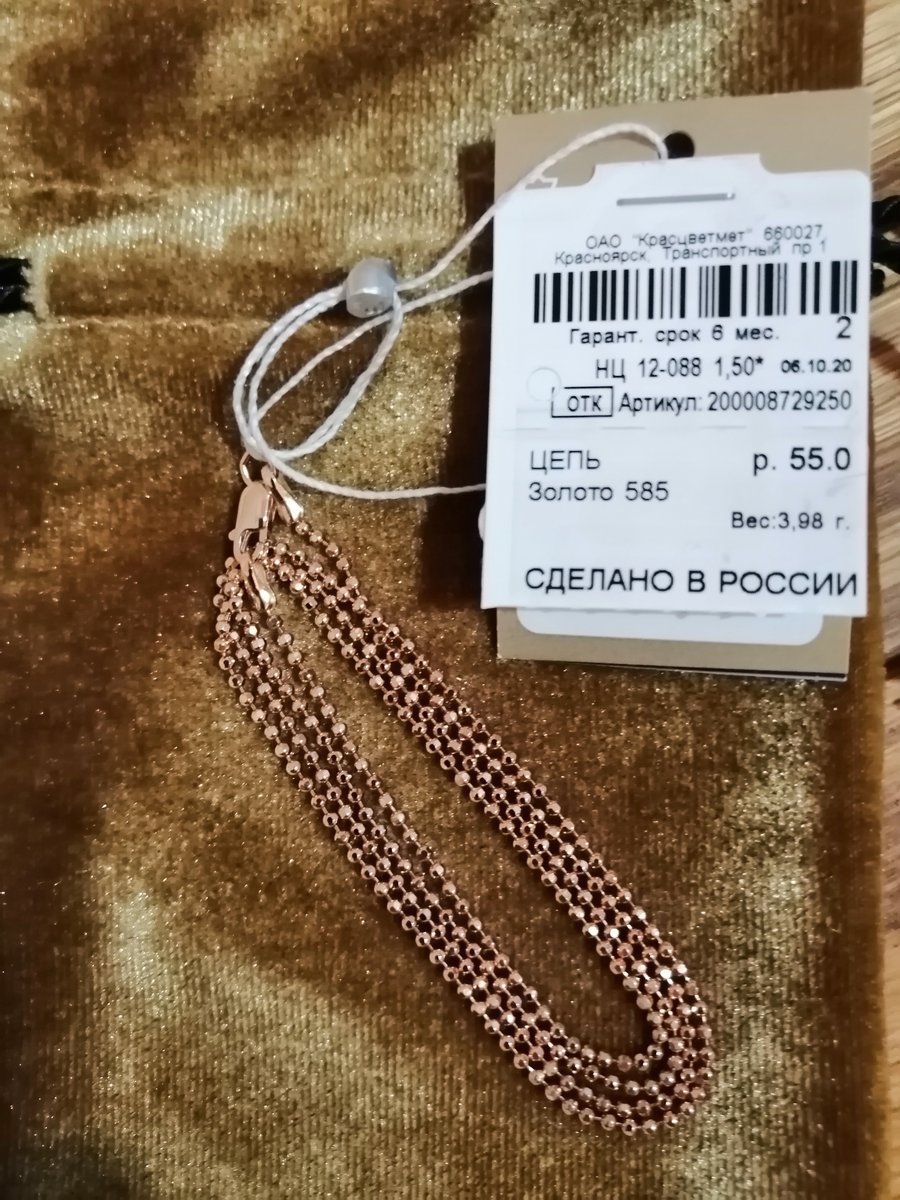 ОАО "Красцветмет" 660027,
Красноярск, Транспортный пр 1
Гарант. срок 6 мес. 2
НЦ 12-088 1,50* 06.10.20
ОТК Артикул: 200008729250
ЦЕПЬ р. 55.0
Золото 585
Вес:3,98 г.
СДЕЛАНО В РОССИИ